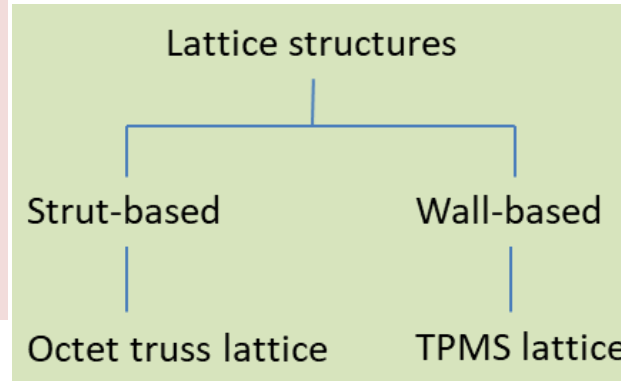 Lattice structures
Strut-based Wall-based
Octet truss lattice TPMS lattice